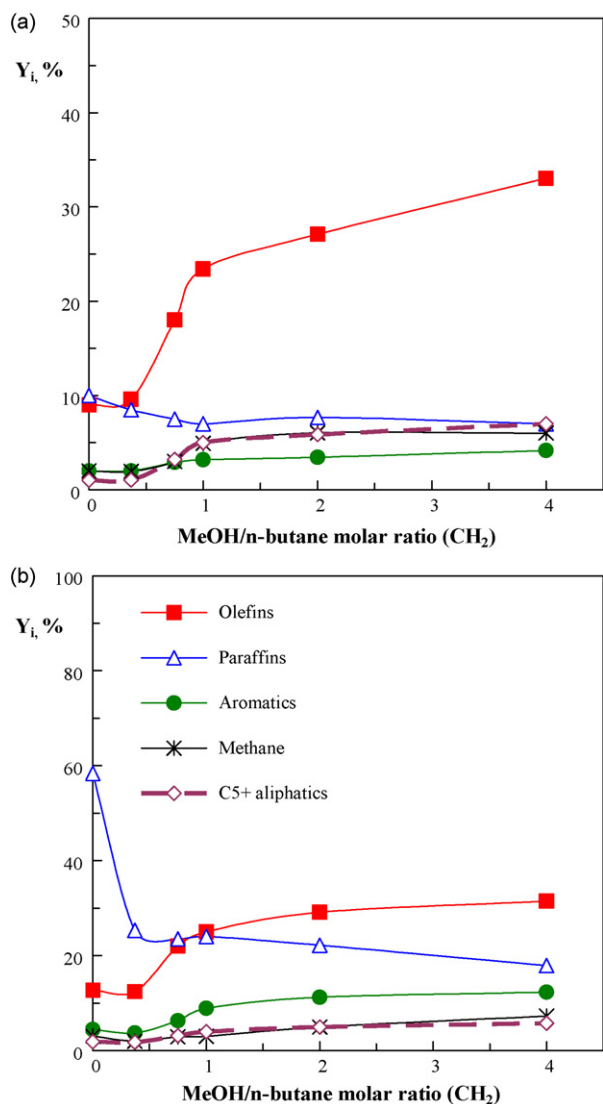 (a)
50
Y i, %
40
30
20
10
0
0 1 2 3 4
MeOH/n-butane molar ratio (CH2)
(b)
100
Y i, %
80
60
40
20
0
Olefins
Paraffins
Aromatics
Methane
C5+ aliphatics
0 1 2 3 4
MeOH/n-butane molar ratio (CH2)